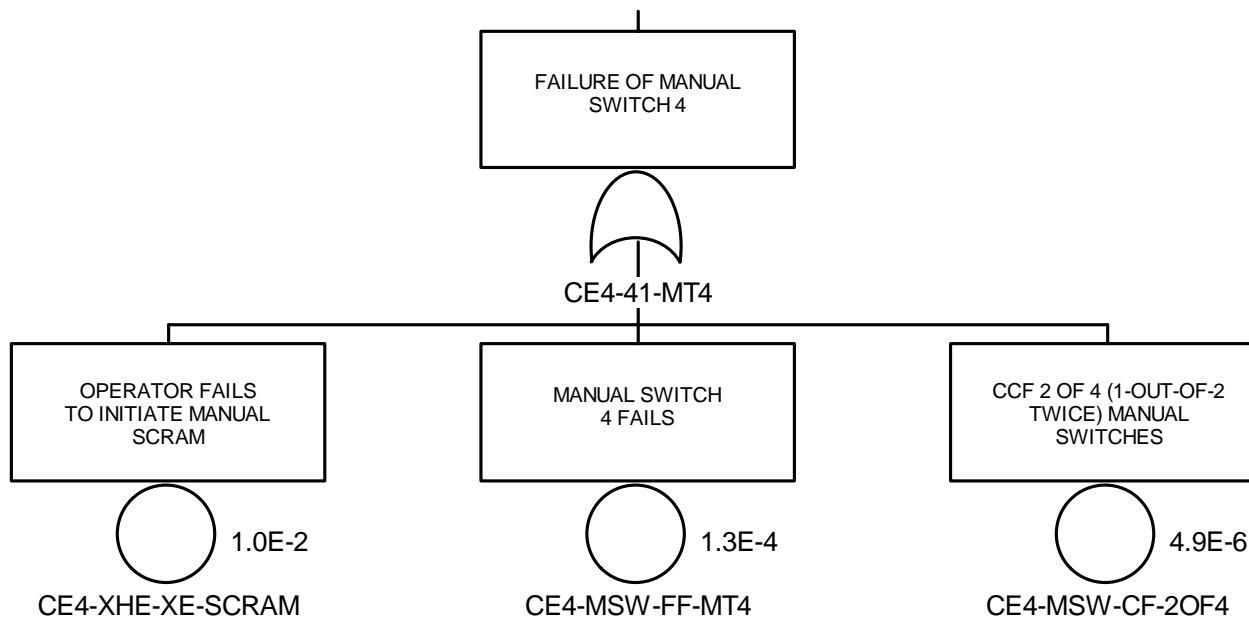 FAILURE OF MANUAL
SWITCH 4
CE4-41-MT4
OPERATOR FAILS
TO INITIATE MANUAL
SCRAM
1.0E-2
CE4-XHE-XE-SCRAM
MANUAL SWITCH
4 FAILS
1.3E-4
CE4-MSW-FF-MT4
CCF 2 OF 4 (1-OUT-OF-2
TWICE) MANUAL
SWITCHES
4.9E-6
CE4-MSW-CF-2OF4